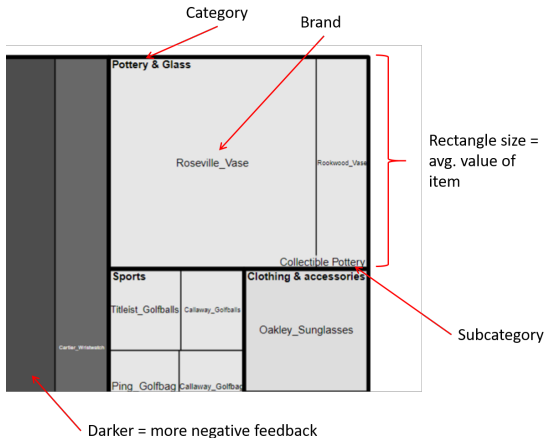 Category
Brand
Pottery & Glass
Roseville_Vase
Rookwood_Vase
Rectangle size =
avg. value of
item
Collectible Pottery
Sports
Clothing & accessories
Titleist_Golfballs
Callaway_Golfballs
Oakley_Sunglasses
Subcategory
Cartier_Wristwatch
Ping_Golfbag
Callaway_Golfbag
Darker = more negative feedback